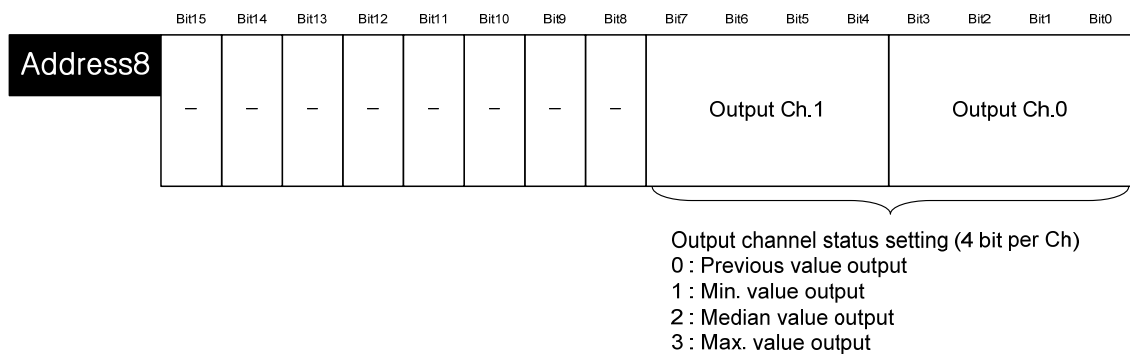 Bit15 Bit14 Bit13 Bit12 Bit11 Bit10 Bit9 Bit8 Bit7 Bit6 Bit5 Bit4 Bit3 Bit2 Bit1 Bit0
Address8 – – – – – – – – Output Ch.1 Output Ch.0
Output channel status setting (4 bit per Ch)
0 : Previous value output
1 : Min. value output
2 : Median value output
3 : Max. value output